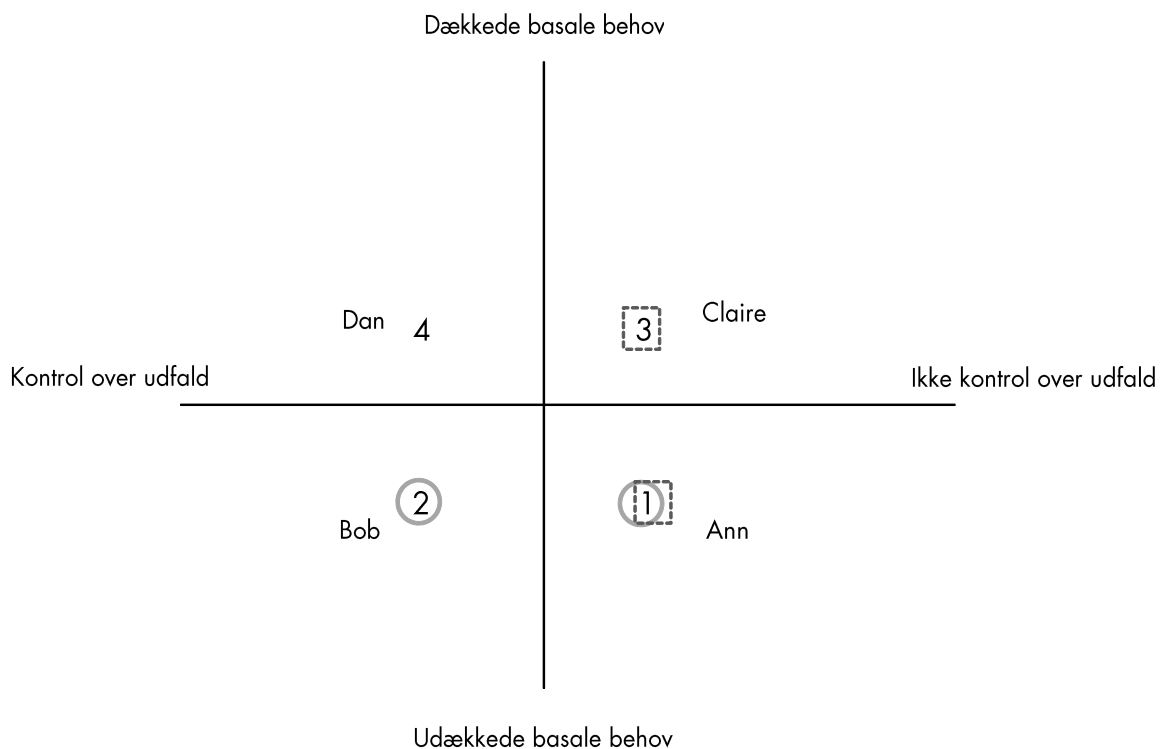 Dækkede basale behov
Dan 4
3 Claire
Kontrol over udfald
Ikke kontrol over udfald
Bob 2
1 Ann
Udækkede basale behov